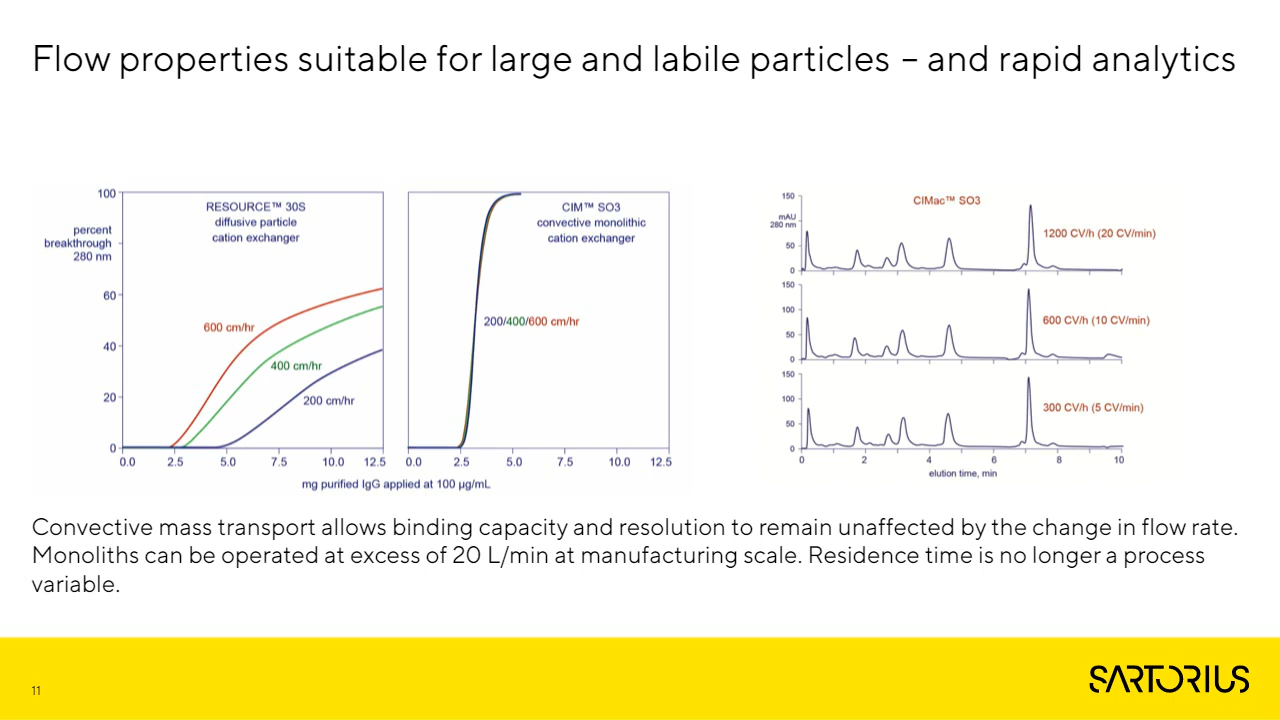 Flow properties suitable for large and labile particles – and rapid analytics
100
percent
breakthrough
280 nm
60
40
20
0
RESOURCE™ 30S
diffusive particle
cation exchanger
600 cm/hr
400 cm/hr
200 cm/hr
0.0 2.5 5.0 7.5 10.0 12.5
CIM™ SO3
convective monolithic
cation exchanger
200/400/600 cm/hr
0.0 2.5 5.0 7.5 10.0 12.5
mg purified IgG applied at 100 µg/mL
CIMac™ SO3
150
mAU
280 nm
50
0
1200 CV/h (20 CV/min)
150
100
50
0
600 CV/h (10 CV/min)
150
100
50
0
300 CV/h (5 CV/min)
0 2 4 6 8 10
elution time, min
Convective mass transport allows binding capacity and resolution to remain unaffected by the change in flow rate.
Monoliths can be operated at excess of 20 L/min at manufacturing scale. Residence time is no longer a process
variable.
11
SARTORIUS